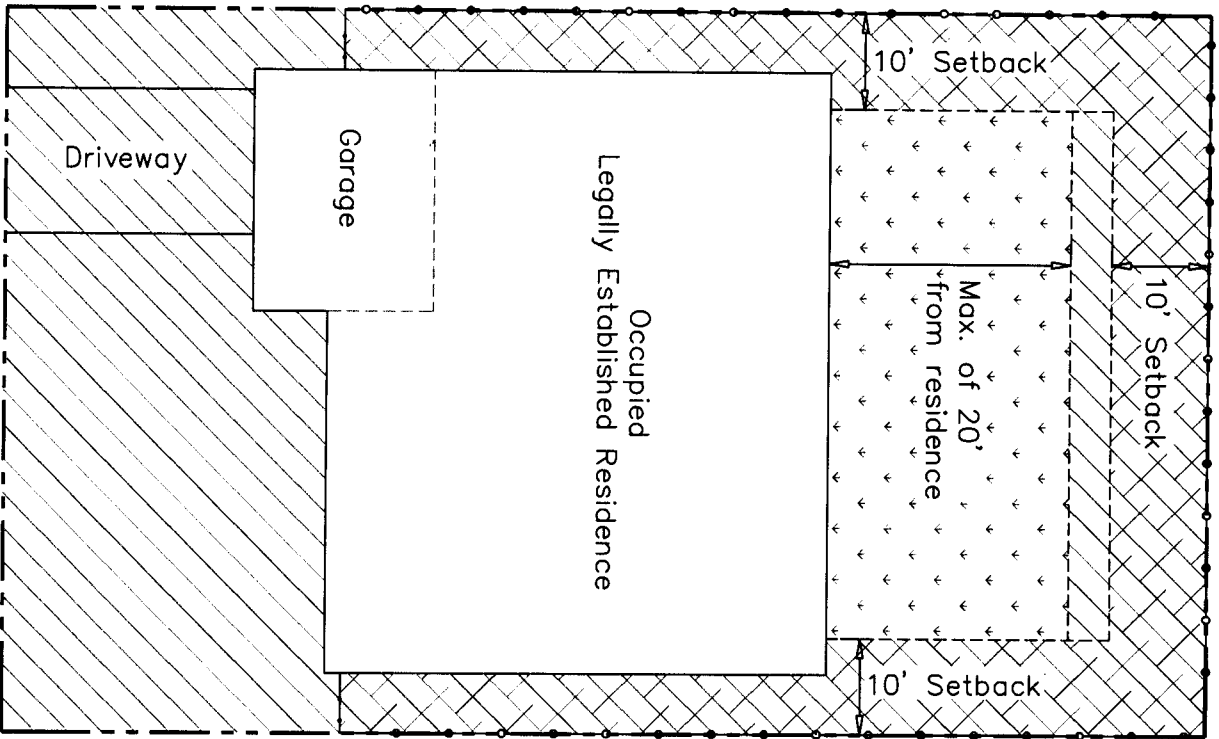 10' Setback
Driveway
Garage
Occupied
Legally Established Residence
Max. of 20'
from residence
10' Setback
10' Setback